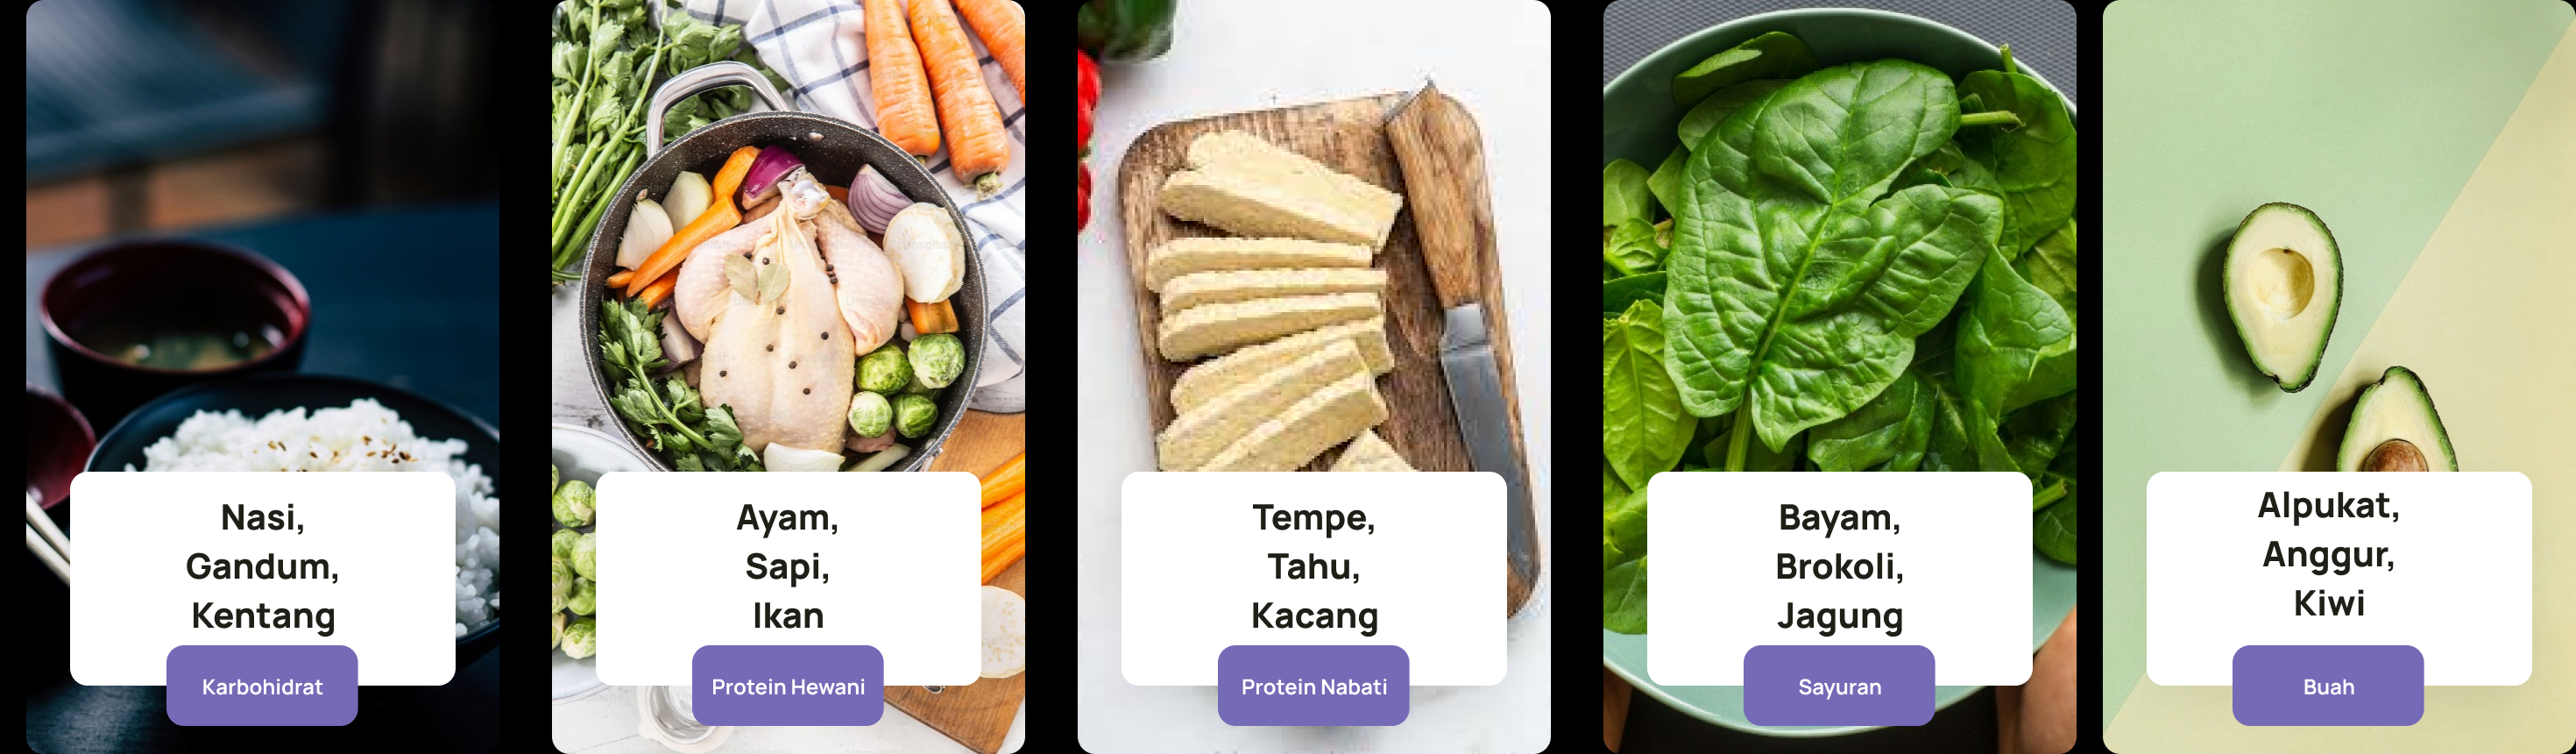 Nasi,
Gandum,
Kentang
Karbohidrat
Ayam,
Sapi,
Ikan
Protein Hewani
Tempe,
Tahu,
Kacang
Protein Nabati
Bayam,
Brokoli,
Jagung
Sayuran
Alpukat,
Anggur,
Kiwi
Buah